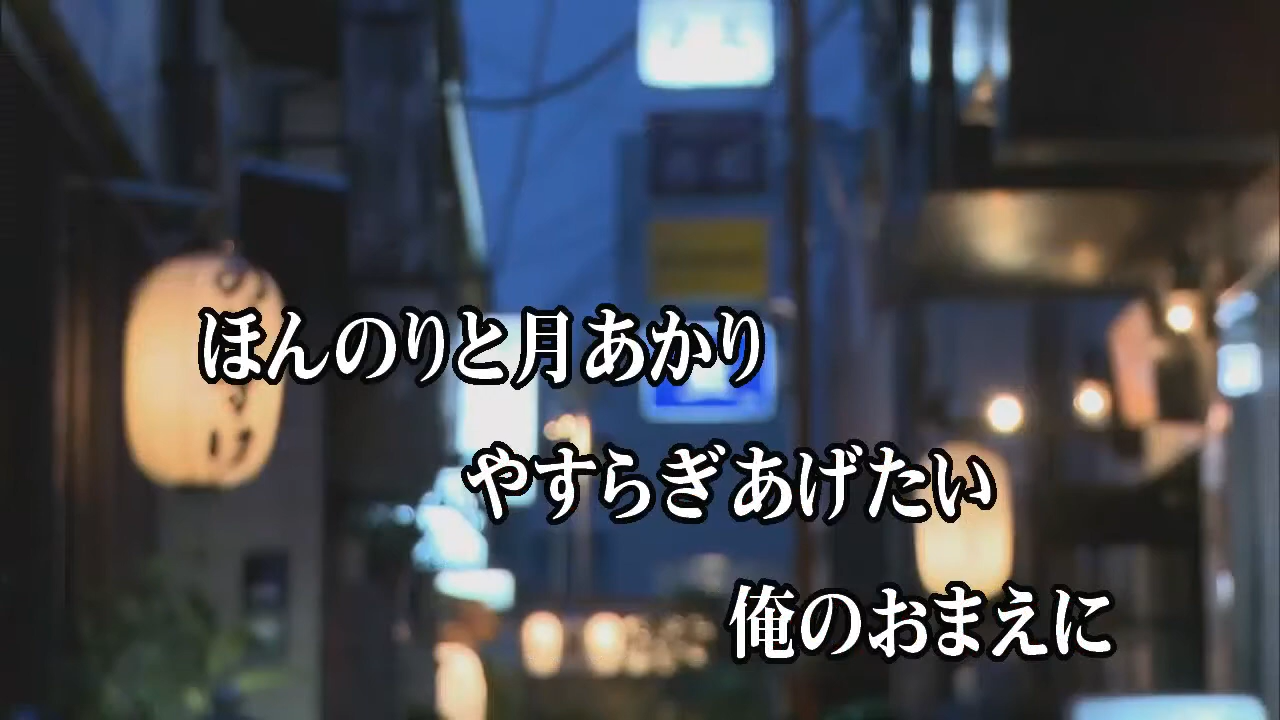 ほんのりと月あかり
やすらぎあげたい
俺のおまえに